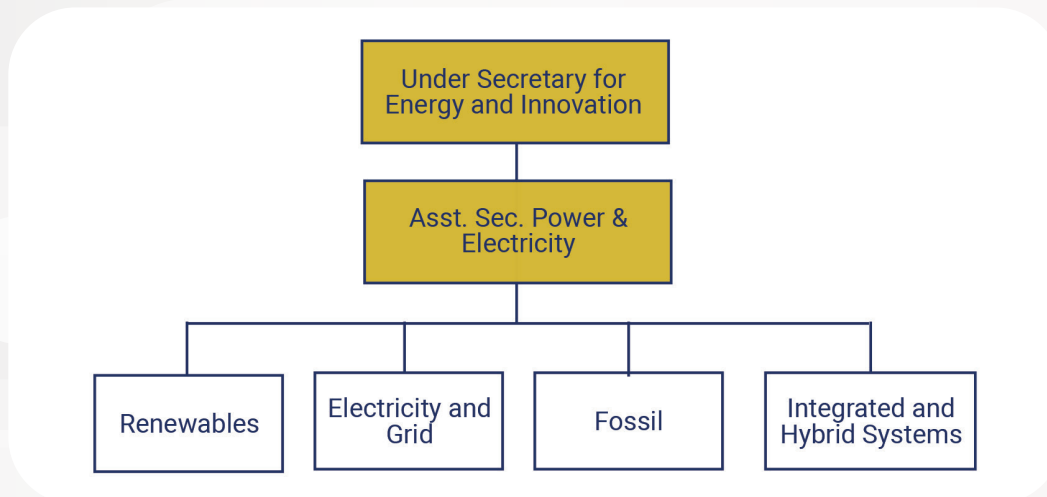 Under Secretary for
Energy and Innovation
Asst. Sec. Power &
Electricity
Renewables
Electricity and
Grid
Fossil
Integrated and
Hybrid Systems